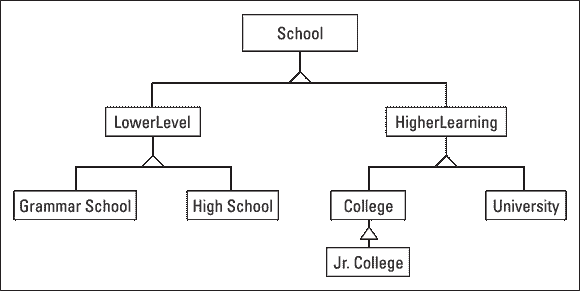 School
LowerLevel
HigherLearning
Grammar School
High School
College
University
Jr. College